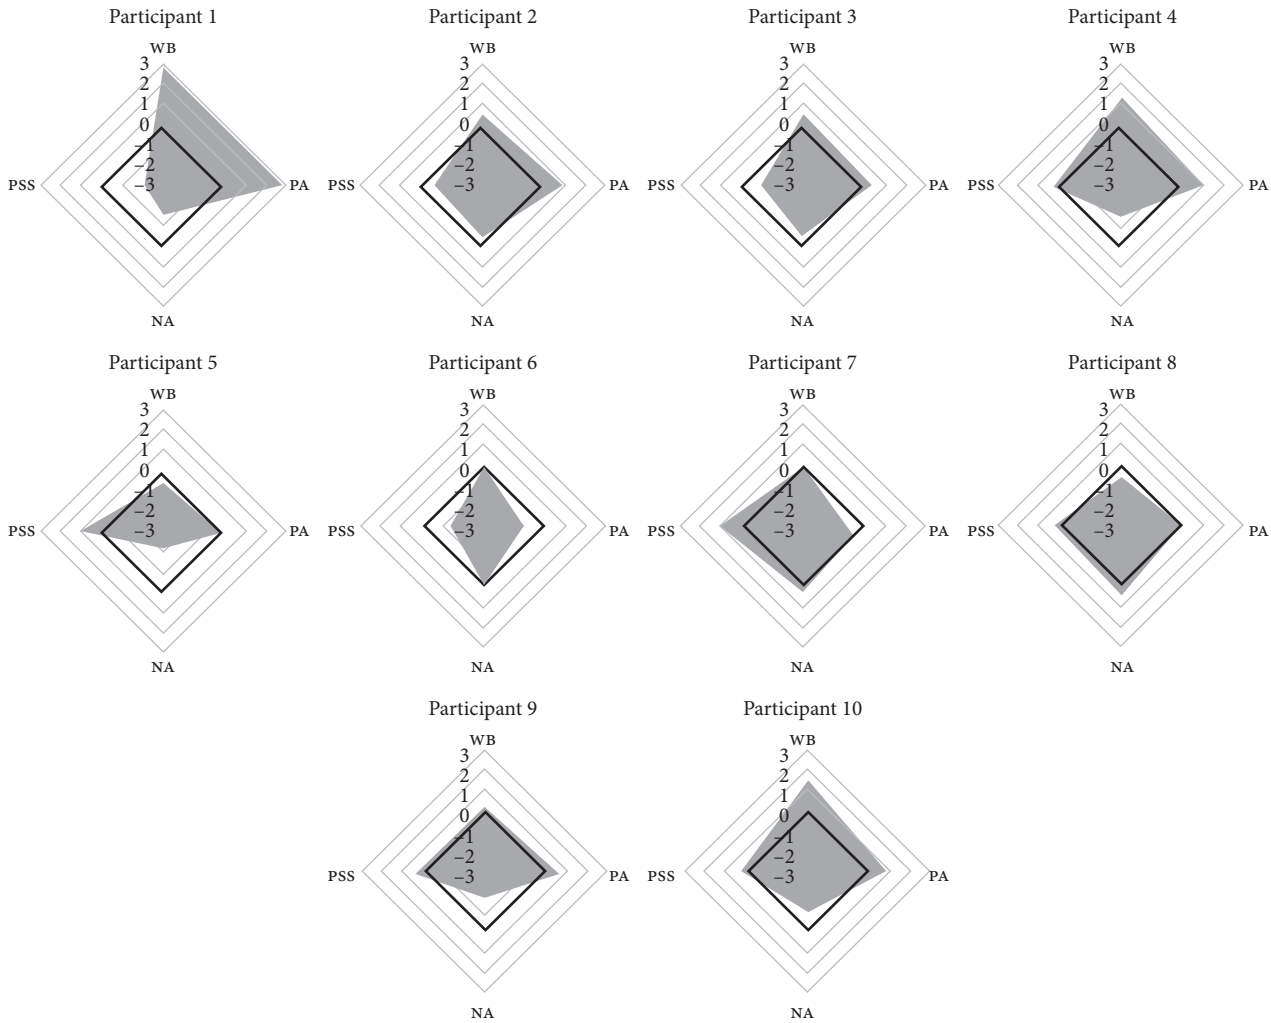 Participant 1
WB
3
2
1
0
–1
–2
–3
PSS
PA
NA
Participant 2
WB
3
2
1
0
–1
–2
–3
PSS
PA
NA
Participant 3
WB
3
2
1
0
–1
–2
–3
PSS
PA
NA
Participant 4
WB
3
2
1
0
–1
–2
–3
PSS
PA
NA
Participant 5
WB
3
2
1
0
–1
–2
–3
PSS
PA
NA
Participant 6
WB
3
2
1
0
–1
–2
–3
PSS
PA
NA
Participant 7
WB
3
2
1
0
–1
–2
–3
PSS
PA
NA
Participant 8
WB
3
2
1
0
–1
–2
–3
PSS
PA
NA
Participant 9
WB
3
2
1
0
–1
–2
–3
PSS
PA
NA
Participant 10
WB
3
2
1
0
–1
–2
–3
PSS
PA
NA